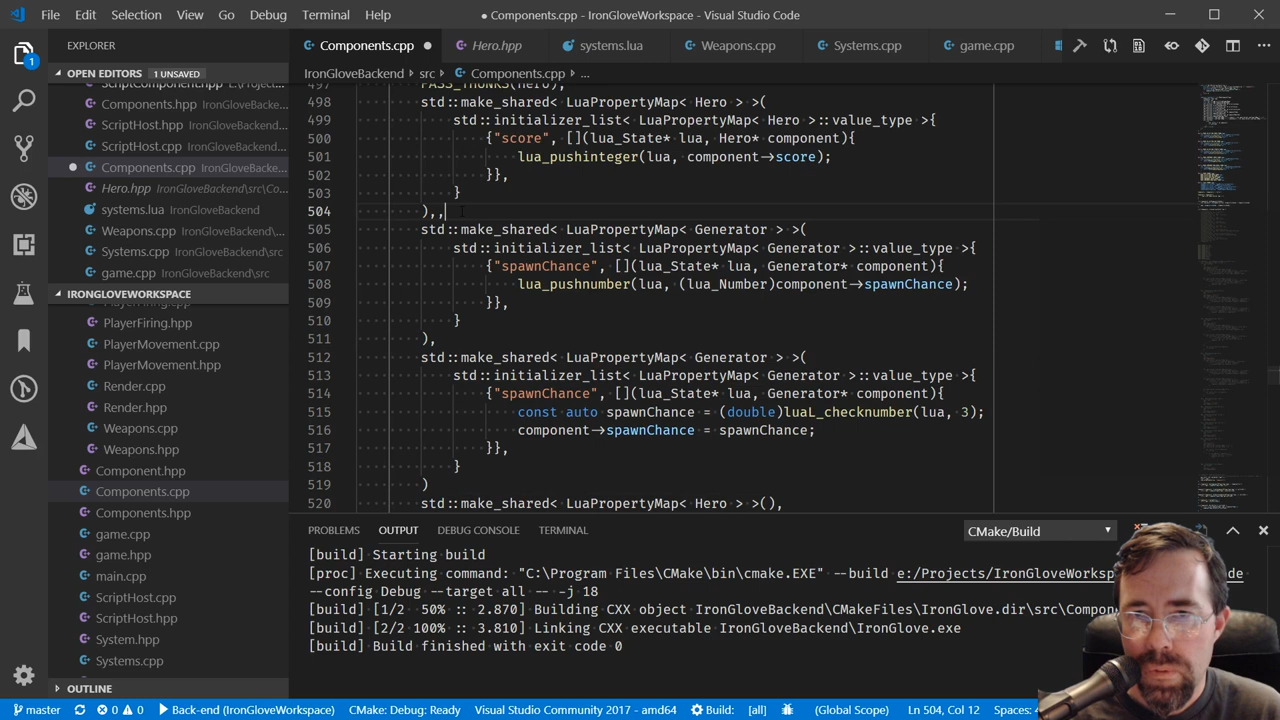 File Edit Selection View Go Debug Terminal Help ● Components.cpp - IronGloveWorkspace - Visual Studio Code
EXPLORER
Components.cpp Hero.hpp systems.lua Weapons.cpp Systems.cpp game.cpp
OPEN EDITORS 1 UNSAVED
IronGloveBackend › src › Components.cpp › ...
ScriptComponent.hpp E:\Project...
Components.hpp IronGloveBacke...
ScriptHost.hpp IronGloveBackend...
ScriptHost.cpp IronGloveBackend\...
Components.cpp IronGloveBacke...
Hero.hpp IronGloveBackend\src\Co...
systems.lua IronGloveBackend
Weapons.cpp IronGloveBackend\...
Systems.cpp IronGloveBackend\src
game.cpp IronGloveBackend\src
IRONGLOVEWORKSPACE
PlayerFiring.cpp
PlayerFiring.hpp
PlayerMovement.cpp
PlayerMovement.hpp
Render.cpp
Render.hpp
Weapons.cpp
Weapons.hpp
Component.hpp
Components.cpp
Components.hpp
game.cpp
game.hpp
main.cpp
ScriptHost.cpp
ScriptHost.hpp
System.hpp
Systems.cpp
OUTLINE
497 PASS_THUNKS(Hero),
498 std::make_shared< LuaPropertyMap< Hero > >(
499 std::initializer_list< LuaPropertyMap< Hero >::value_type >{
500 {"score", [](lua_State* lua, Hero* component){
501 lua_pushinteger(lua, component->score);
502 }},
503 }
504 ),,
505 std::make_shared< LuaPropertyMap< Generator > >(
506 std::initializer_list< LuaPropertyMap< Generator >::value_type >{
507 {"spawnChance", [](lua_State* lua, Generator* component){
508 lua_pushnumber(lua, (lua_Number)component->spawnChance);
509 }},
510 }
511 ),
512 std::make_shared< LuaPropertyMap< Generator > >(
513 std::initializer_list< LuaPropertyMap< Generator >::value_type >{
514 {"spawnChance", [](lua_State* lua, Generator* component){
515 const auto spawnChance = (double)luaL_checknumber(lua, 3);
516 component->spawnChance = spawnChance;
517 }},
518 }
519 )
520 std::make_shared< LuaPropertyMap< Hero > >(),
PROBLEMS OUTPUT DEBUG CONSOLE TERMINAL CMake/Build
[build] Starting build
[proc] Executing command: "C:\Program Files\CMake\bin\cmake.EXE" --build e:/Projects/IronGloveWorksp de
--config Debug --target all -- -j 18
[build] [1/2 50% :: 2.870] Building CXX object IronGloveBackend\CMakeFiles\IronGlove.dir\src\Compo
[build] [2/2 100% :: 3.810] Linking CXX executable IronGloveBackend\IronGlove.exe
[build] Build finished with exit code 0
master 0 0 Back-end (IronGloveWorkspace) CMake: Debug: Ready Visual Studio Community 2017 - amd64 Build: [all] (Global Scope) Ln 504, Col 12 Spaces: 4